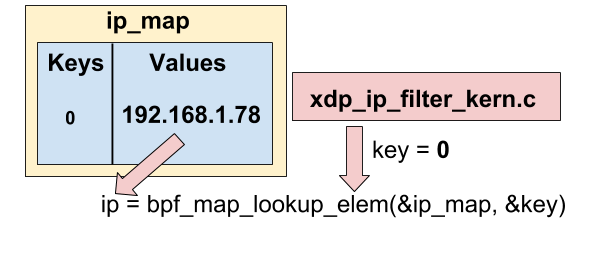 ip_map
Keys Values
0 192.168.1.78
xdp_ip_filter_kern.c
key = 0
ip = bpf_map_lookup_elem(&ip_map, &key)